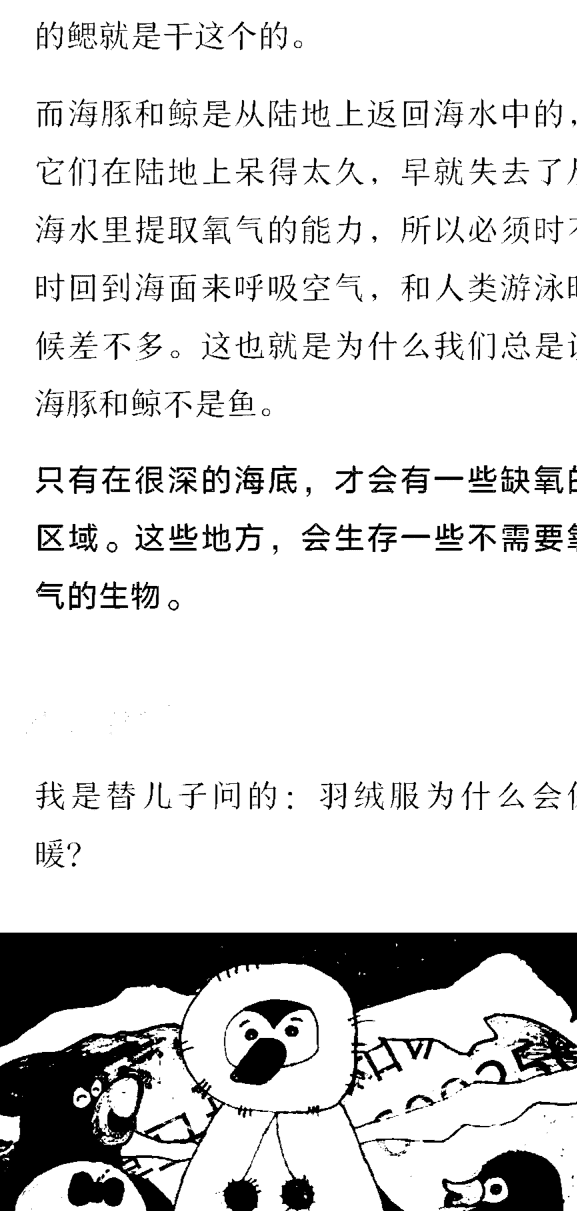 的鳃就是干这个的。
而海豚和鲸是从陆地上返回海水中的，
它们在陆地上呆得太久，早就失去了
海水里提取氧气的能力，所以必须时
时回到海面来呼吸空气，和人类游泳
候差不多。这也就是为什么我们总是
海豚和鲸不是鱼。
只有在很深的海底，才会有一些缺氧
区域。这些地方，会生存一些不需要
气的生物。
我是替儿子问的：羽绒服为什么会
暖？